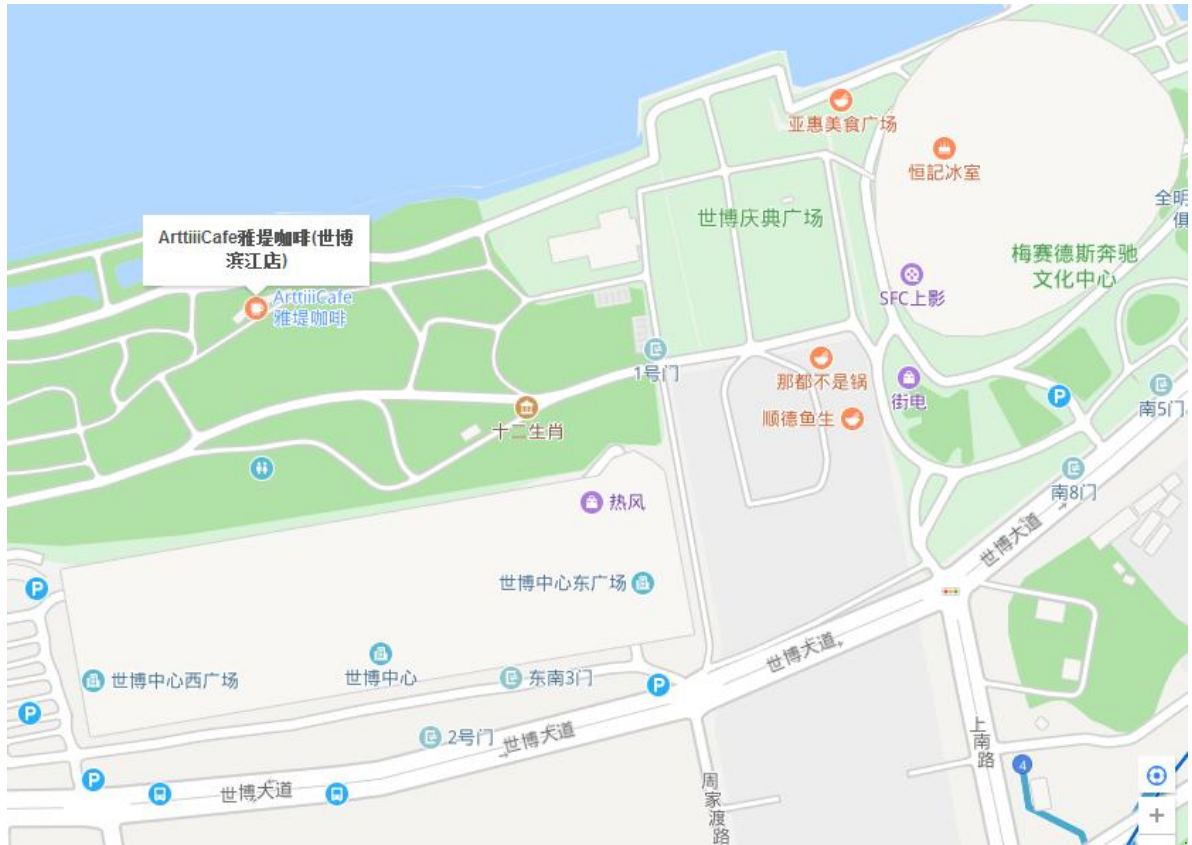 亚惠美食广场
恒記冰室
全明
俱
世博庆典广场
ArttiiiCafe雅堤咖啡(世博
滨江店)
梅赛德斯奔驰
文化中心
SFC上影
ArttiiiCafe
雅堤咖啡
1号门
那都不是锅
街电
P
南5门
顺德鱼生
十二生肖
南8门
热风
世博大道
世博中心东广场
P
世博大道
世博中心西广场
世博中心
东南3门
P
P
2号门
世博大道
上南路
4
P
世博大道
周家渡路
+